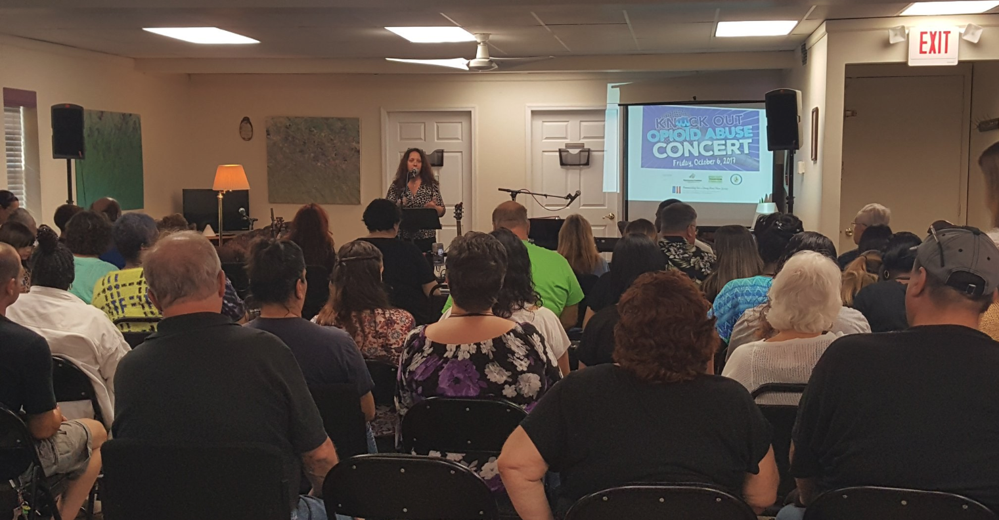 EXIT
KNOCK OUT
OPIOID ABUSE
CONCERT
Friday, October 6, 2017